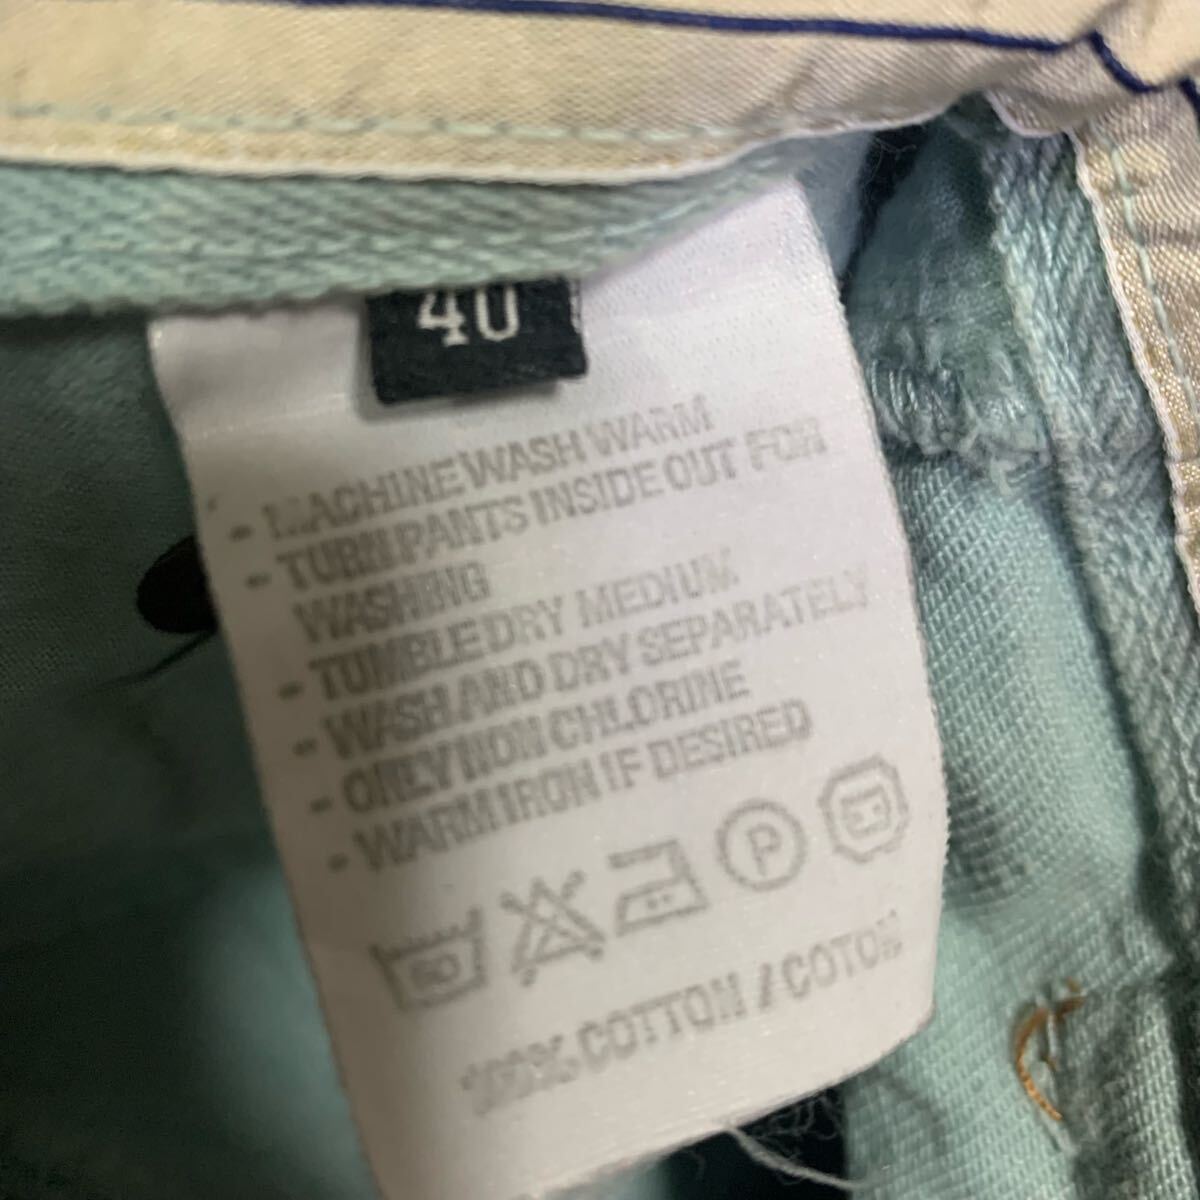 40
- MACHINE WASH WARM
- TURN PANTS INSIDE OUT FOR
WASHING
- TUMBLE DRY MEDIUM
- WASH AND DRY SEPARATELY
- ONLY NON CHLORINE
- WARM IRON IF DESIRED
P
100% COTTON / COTON